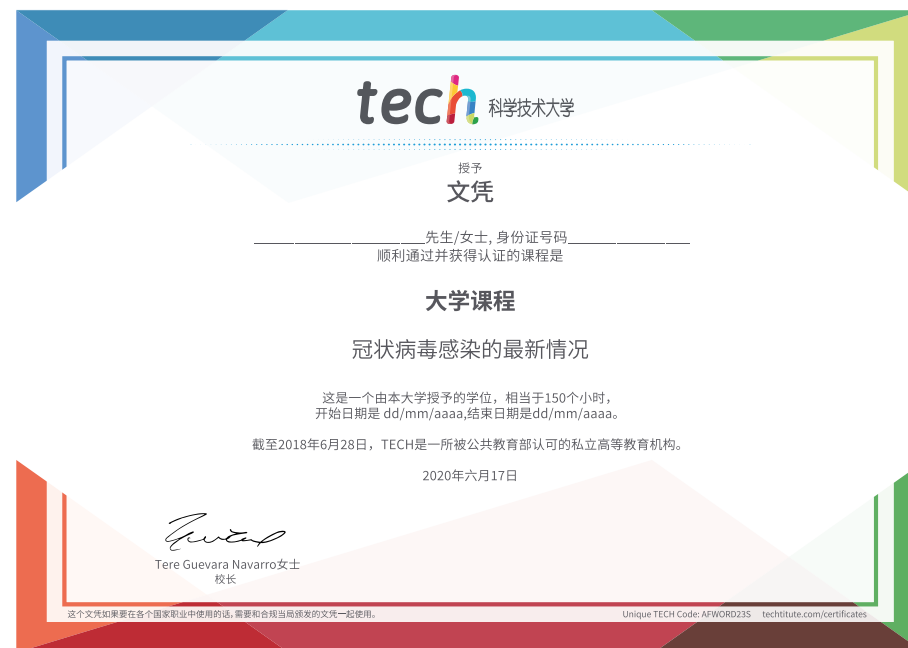 tech 科学技术大学
授予
文凭
先生/女士, 身份证号码
顺利通过并获得认证的课程是
大学课程
冠状病毒感染的最新情况
这是一个由本大学授予的学位，相当于150个小时，
开始日期是 dd/mm/aaaa,结束日期是dd/mm/aaaa。
截至2018年6月28日，TECH是一所被公共教育部认可的私立高等教育机构。
2020年六月17日
Tere Guevara Navarro女士
校长
这个文凭如果要在各个国家职业中使用的话,需要和合规当局颁发的文凭一起使用。
Unique TECH Code: AFWORD23S techtitute.com/certificates